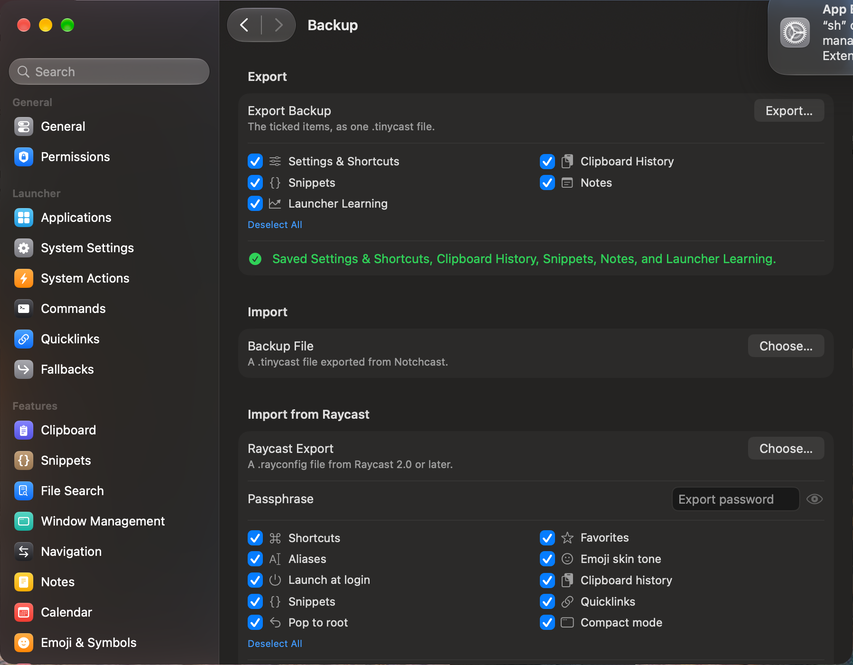 Backup
App E
"sh" c
mana
Exten
Search
General
General
Permissions
Launcher
Applications
System Settings
System Actions
Commands
Quicklinks
Fallbacks
Features
Clipboard
Snippets
File Search
Window Management
Navigation
Notes
Calendar
Emoji & Symbols
Export
Export Backup
The ticked items, as one .tinycast file.
Export...
Settings & Shortcuts
Clipboard History
Snippets
Notes
Launcher Learning
Deselect All
Saved Settings & Shortcuts, Clipboard History, Snippets, Notes, and Launcher Learning.
Import
Backup File
A .tinycast file exported from Notchcast.
Choose...
Import from Raycast
Raycast Export
A .rayconfig file from Raycast 2.0 or later.
Choose...
Passphrase
Export password
Shortcuts
Favorites
Aliases
Emoji skin tone
Launch at login
Clipboard history
Snippets
Quicklinks
Pop to root
Compact mode
Deselect All